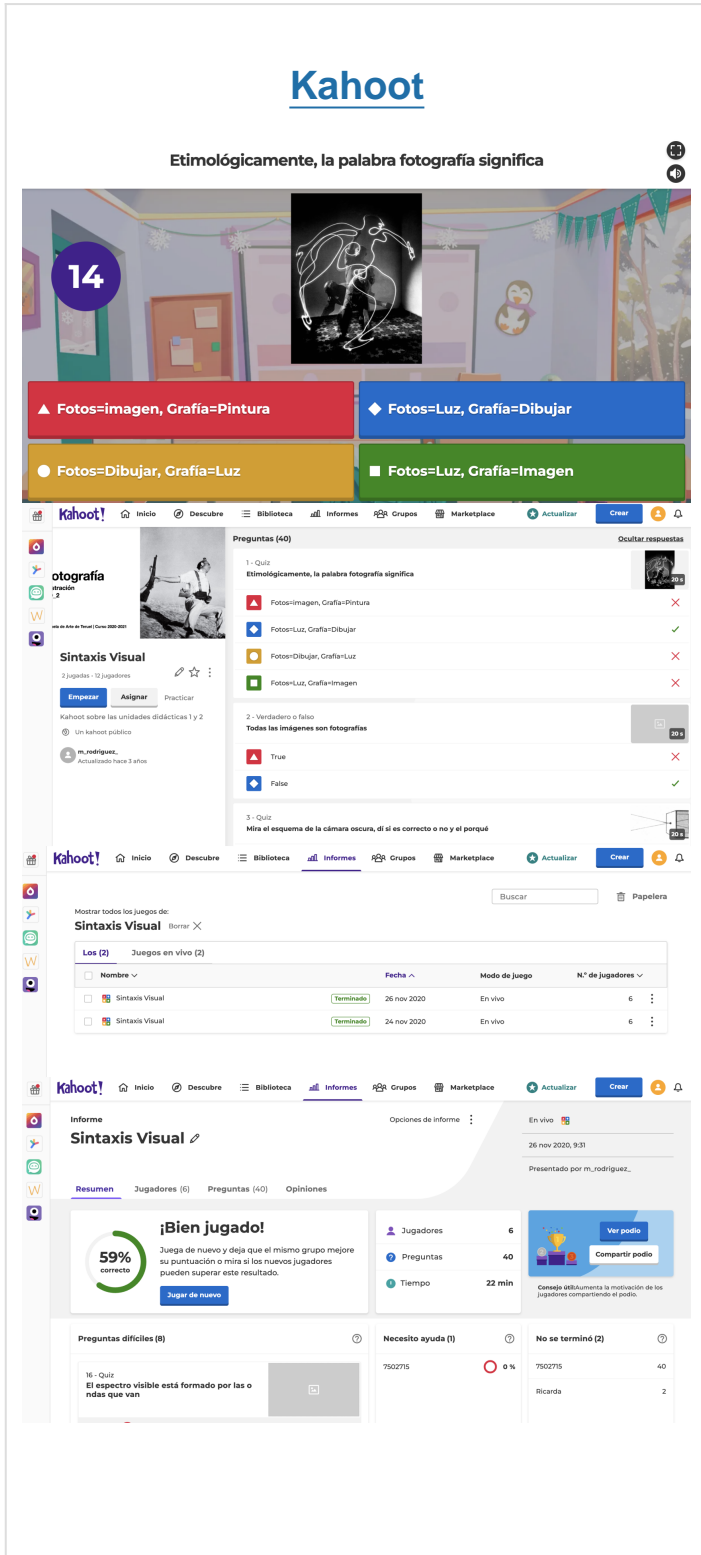 Kahoot
Etimológicamente, la palabra fotografía significa
14
Fotos=imagen, Grafía=Pintura
Fotos=Luz, Grafía=Dibujar
Fotos=Dibujar, Grafía=Luz
Fotos=Luz, Grafía=Imagen
Kahoot! Inicio Descubre Biblioteca Informes Grupos Marketplace Actualizar Crear
otografía
stración
_2
Curso 2020-2021
Sintaxis Visual
2 jugadas - 12 jugadores
Empezar Asignar Practicar
Kahoot sobre las unidades didácticas 1 y 2
Un kahoot público
m_rodriguez_
Actualizado hace 3 años
Preguntas (40) Ocultar respuestas
1 - Quiz
Etimológicamente, la palabra fotografía significa
20 s
Fotos=imagen, Grafía=Pintura
Fotos=Luz, Grafía=Dibujar
Fotos=Dibujar, Grafía=Luz
Fotos=Luz, Grafía=Imagen
2 - Verdadero o falso
Todas las imágenes son fotografías
20 s
True
False
3 - Quiz
Mira el esquema de la cámara oscura, dí si es correcto o no y el porqué
20 s
Kahoot! Inicio Descubre Biblioteca Informes Grupos Marketplace Actualizar Crear
Buscar Papelera
Mostrar todos los juegos de:
Sintaxis Visual Borrar
Los (2) Juegos en vivo (2)
Nombre Fecha Modo de juego N.º de jugadores
Sintaxis Visual Terminado 26 nov 2020 En vivo 6
Sintaxis Visual Terminado 24 nov 2020 En vivo 6
Kahoot! Inicio Descubre Biblioteca Informes Grupos Marketplace Actualizar Crear
Informe Opciones de informe
Sintaxis Visual
En vivo
26 nov 2020, 9:31
Presentado por m_rodriguez_
Resumen Jugadores (6) Preguntas (40) Opiniones
59%
correcto
¡Bien jugado!
Juega de nuevo y deja que el mismo grupo mejore
su puntuación o mira si los nuevos jugadores
pueden superar este resultado.
Jugar de nuevo
Jugadores 6
Preguntas 40
Tiempo 22 min
Ver podio
Compartir podio
Consejo útil:Aumenta la motivación de los
jugadores compartiendo el podio.
Preguntas difíciles (8)
16 - Quiz
El espectro visible está formado por las o
ndas que van
Necesito ayuda (1)
7502715 0 %
No se terminó (2)
7502715 40
Ricarda 2